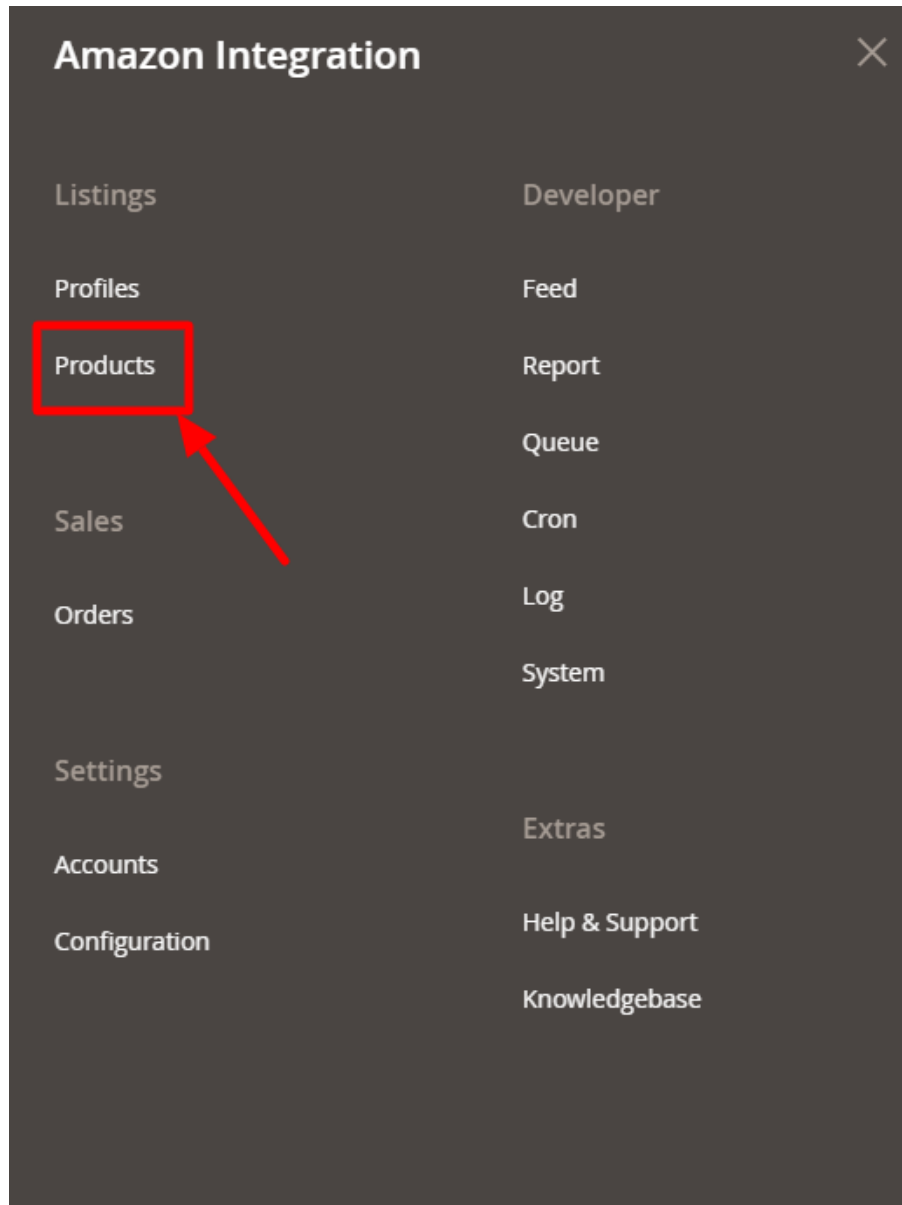 Amazon Integration
Listings
Profiles
Products
Sales
Orders
Settings
Accounts
Configuration
Developer
Feed
Report
Queue
Cron
Log
System
Extras
Help & Support
Knowledgebase